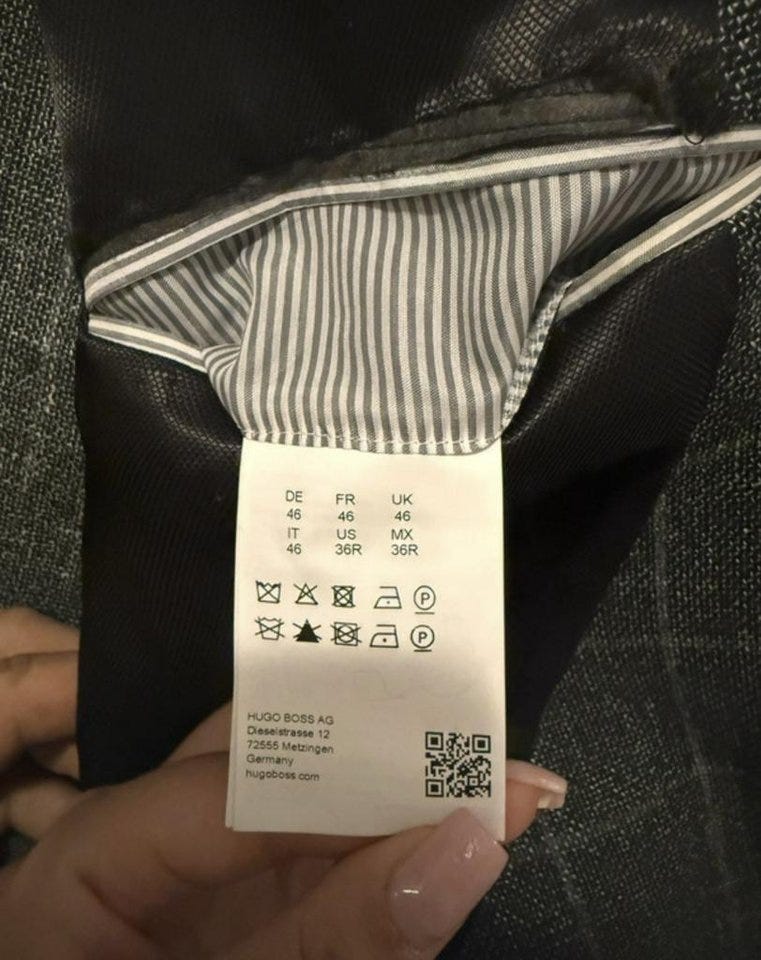 DE FR UK
46 46 46
IT US MX
46 36R 36R
P
P
HUGO BOSS AG
Dieselstrasse 12
72555 Metzingen
Germany
hugoboss.com